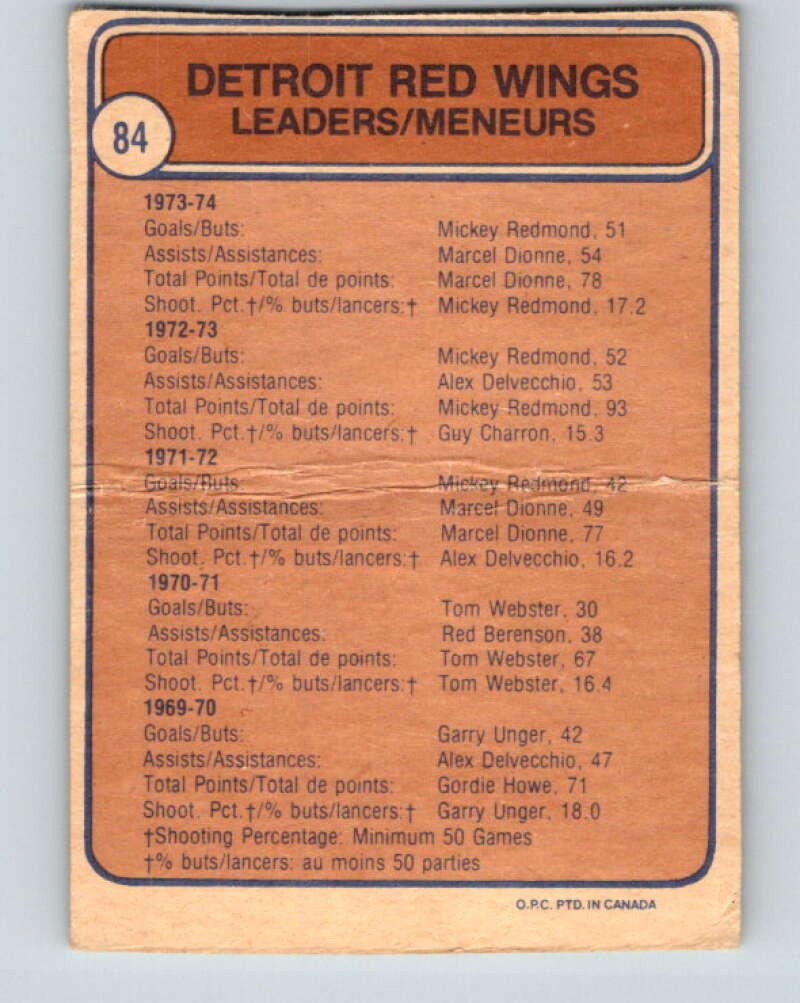 DETROIT RED WINGS
LEADERS/MENEURS
84
1973-74
Goals/Buts: Mickey Redmond, 51
Assists/Assistances: Marcel Dionne, 54
Total Points/Total de points: Marcel Dionne, 78
Shoot. Pct.†/% buts/lancers:† Mickey Redmond, 17.2
1972-73
Goals/Buts: Mickey Redmond, 52
Assists/Assistances: Alex Delvecchio, 53
Total Points/Total de points: Mickey Redmond, 93
Shoot. Pct.†/% buts/lancers:† Guy Charron, 15.3
1971-72
Goals/Buts: Mickey Redmond, 42
Assists/Assistances: Marcel Dionne, 49
Total Points/Total de points: Marcel Dionne, 77
Shoot. Pct.†/% buts/lancers:† Alex Delvecchio, 16.2
1970-71
Goals/Buts: Tom Webster, 30
Assists/Assistances: Red Berenson, 38
Total Points/Total de points: Tom Webster, 67
Shoot. Pct.†/% buts/lancers:† Tom Webster, 16.4
1969-70
Goals/Buts: Garry Unger, 42
Assists/Assistances: Alex Delvecchio, 47
Total Points/Total de points: Gordie Howe, 71
Shoot. Pct.†/% buts/lancers:† Garry Unger, 18.0
†Shooting Percentage: Minimum 50 Games
†% buts/lancers: au moins 50 parties
O.P.C. PTD. IN CANADA